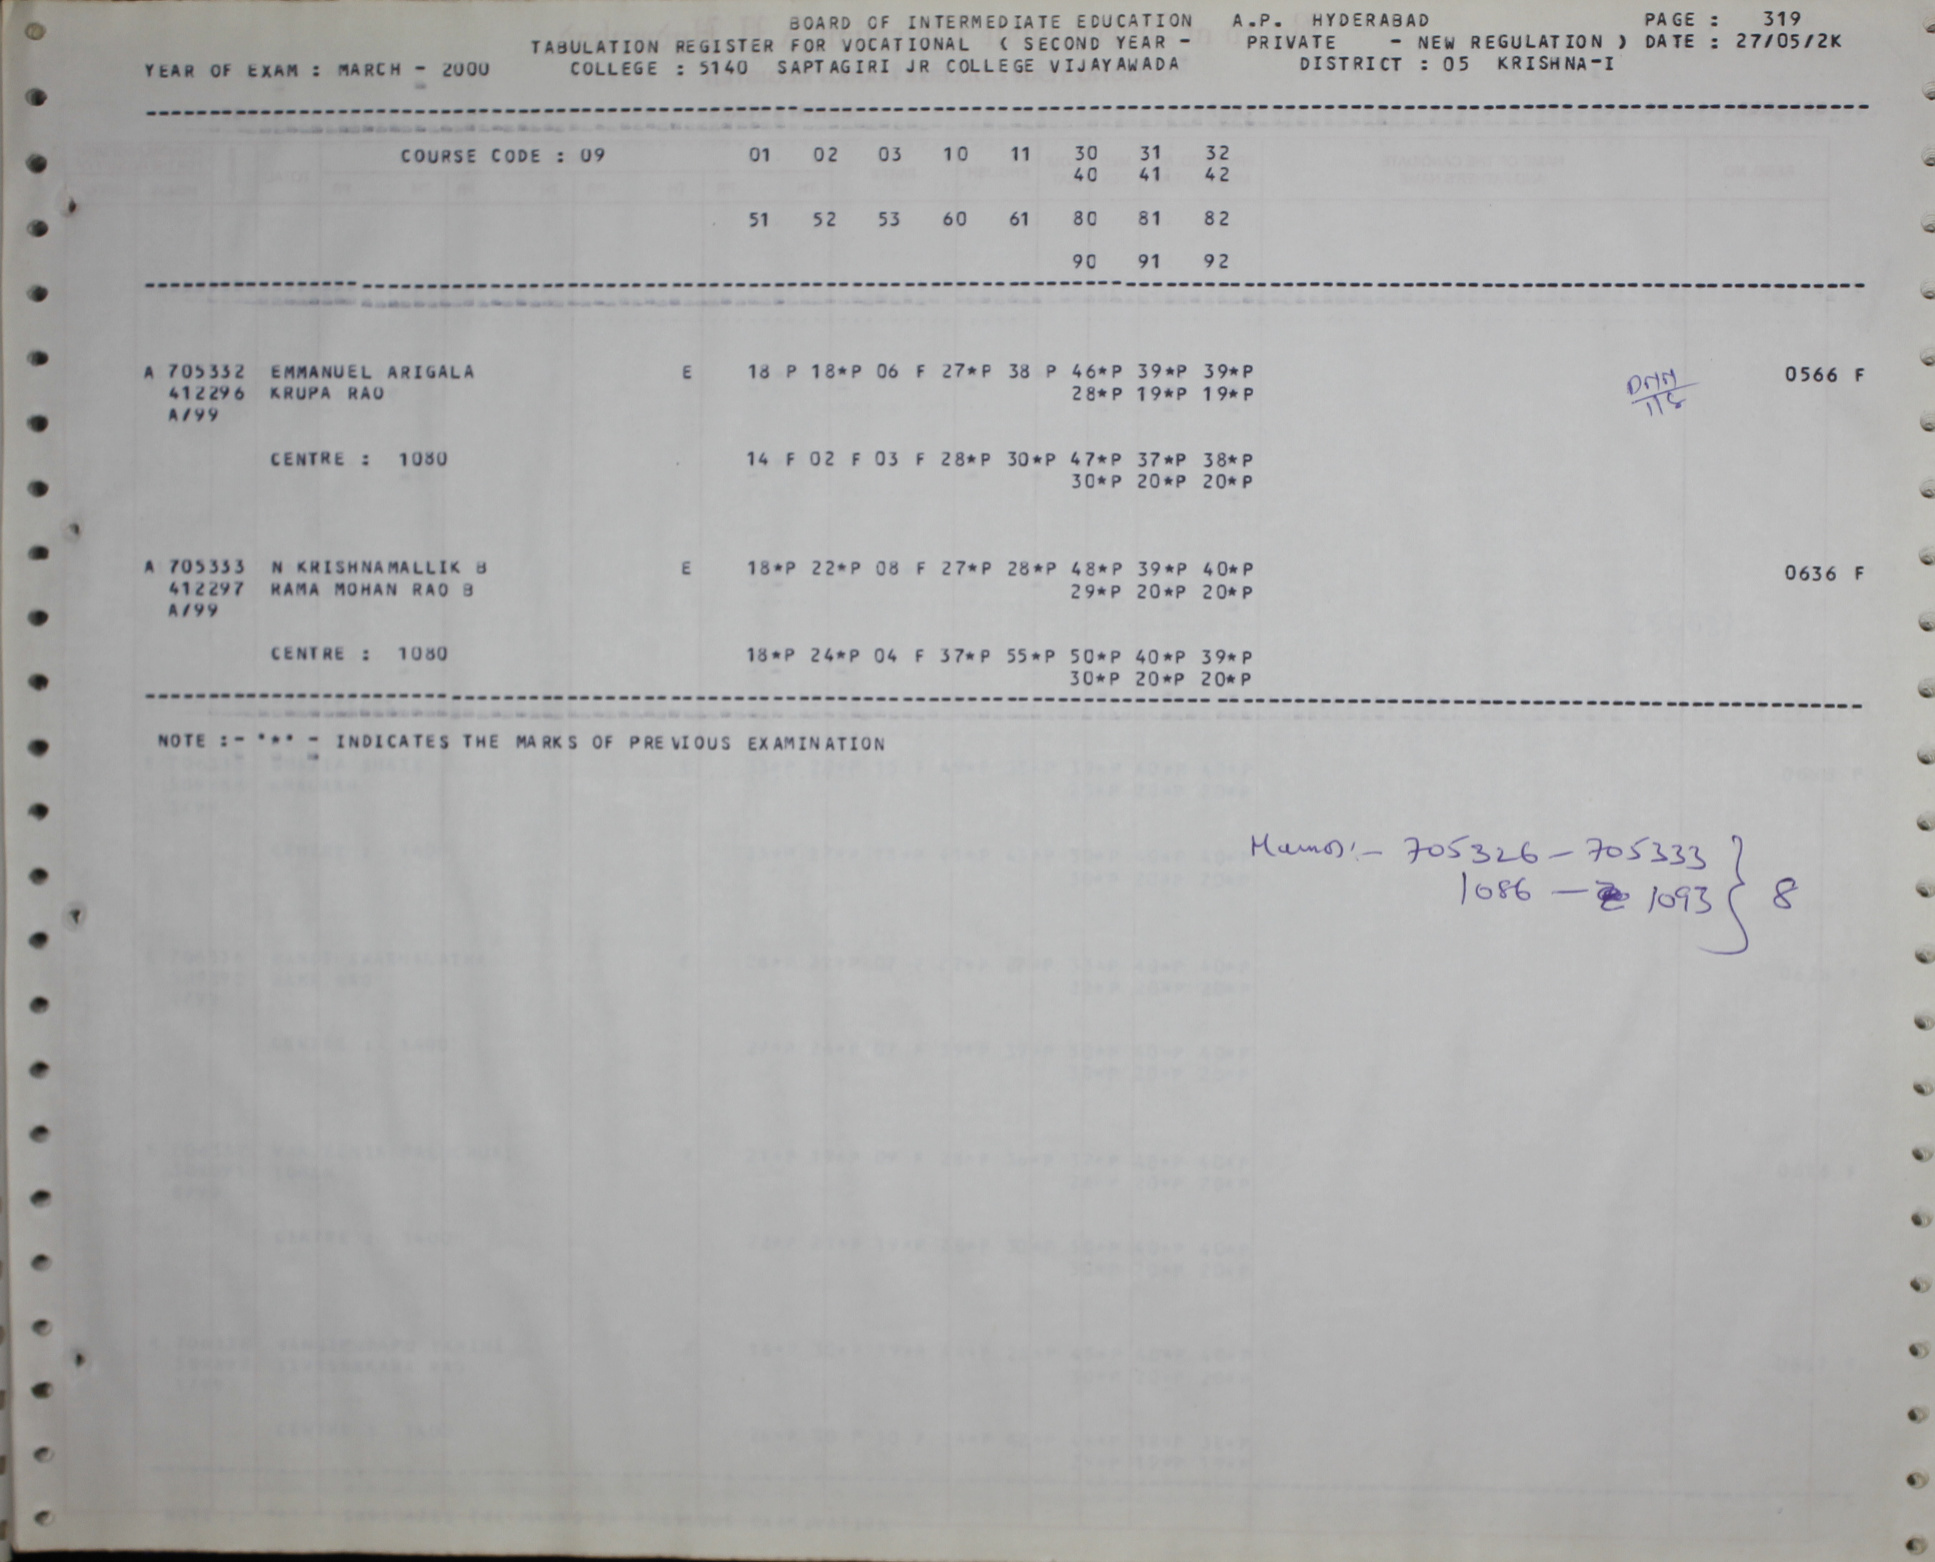 BOARD OF INTERMEDIATE EDUCATION A.P. HYDERABAD PAGE : 319
TABULATION REGISTER FOR VOCATIONAL ( SECOND YEAR - PRIVATE - NEW REGULATION ) DATE : 27/05/2K
YEAR OF EXAM : MARCH - 2000 COLLEGE : 5140 SAPTAGIRI JR COLLEGE VIJAYAWADA DISTRICT : 05 KRISHNA-I
COURSE CODE : 09 01 02 03 10 11 30 31 32
40 41 42
51 52 53 60 61 80 81 82
90 91 92
A 705332 EMMANUEL ARIGALA E 18 P 18*P 06 F 27*P 38 P 46*P 39*P 39*P 0566 F
412296 KRUPA RAO 28*P 19*P 19*P
A/99
CENTRE : 1080 14 F 02 F 03 F 28*P 30*P 47*P 37*P 38*P
30*P 20*P 20*P
A 705333 N KRISHNAMALLIK B E 18*P 22*P 08 F 27*P 28*P 48*P 39*P 40*P 0636 F
412297 RAMA MOHAN RAO B 29*P 20*P 20*P
A/99
CENTRE : 1080 18*P 24*P 04 F 37*P 55*P 50*P 40*P 39*P
30*P 20*P 20*P
NOTE :- '*' - INDICATES THE MARKS OF PREVIOUS EXAMINATION
705326 - 705333
1086 - 1093 } 8